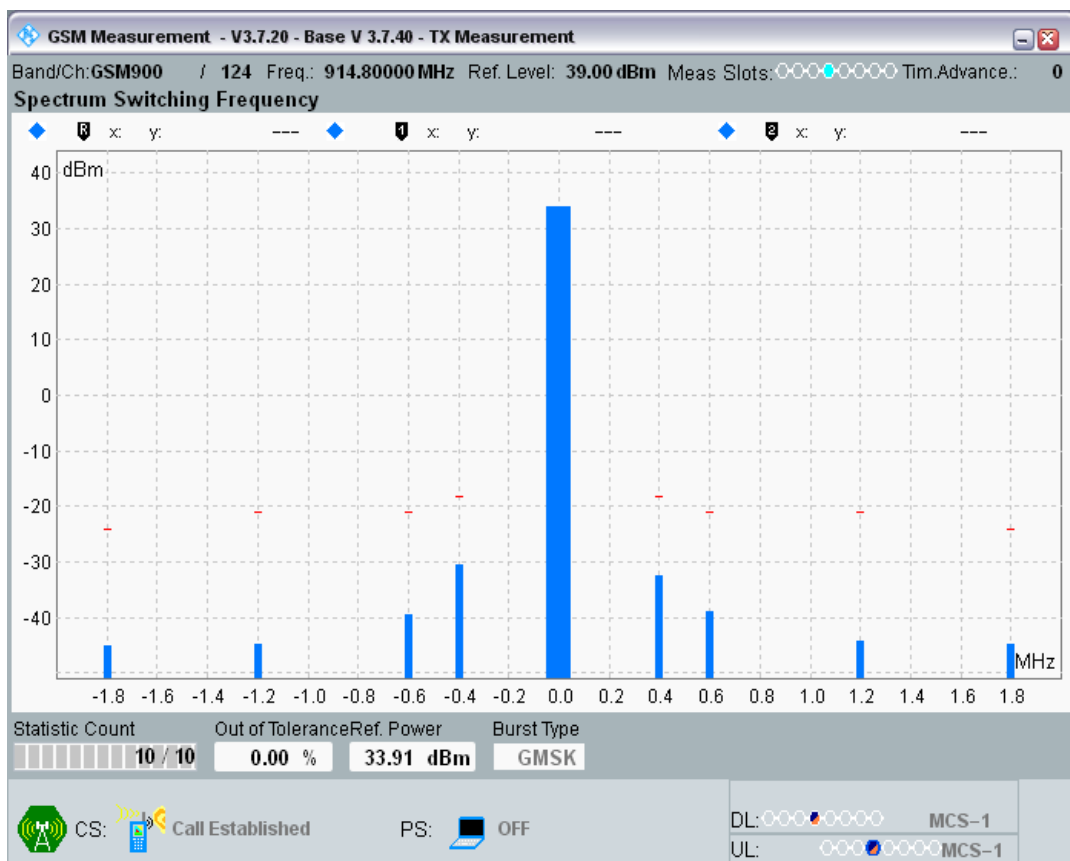 GSM Measurement - V3.7.20 - Base V 3.7.40 - TX Measurement
Band/Ch:GSM900 / 124 Freq.: 914.80000 MHz Ref. Level: 39.00 dBm Meas Slots: Tim.Advance.: 0
Spectrum Switching Frequency
R x: y: --- 1 x: y: --- 2 x: y: ---
dBm
40
30
20
10
0
-10
-20
-30
-40
MHz
-1.8 -1.6 -1.4 -1.2 -1.0 -0.8 -0.6 -0.4 -0.2 0.0 0.2 0.4 0.6 0.8 1.0 1.2 1.4 1.6 1.8
Statistic Count Out of Tolerance Ref. Power Burst Type
10 / 10 0.00 % 33.91 dBm GMSK
CS: Call Established PS: OFF
DL: MCS-1
UL: MCS-1